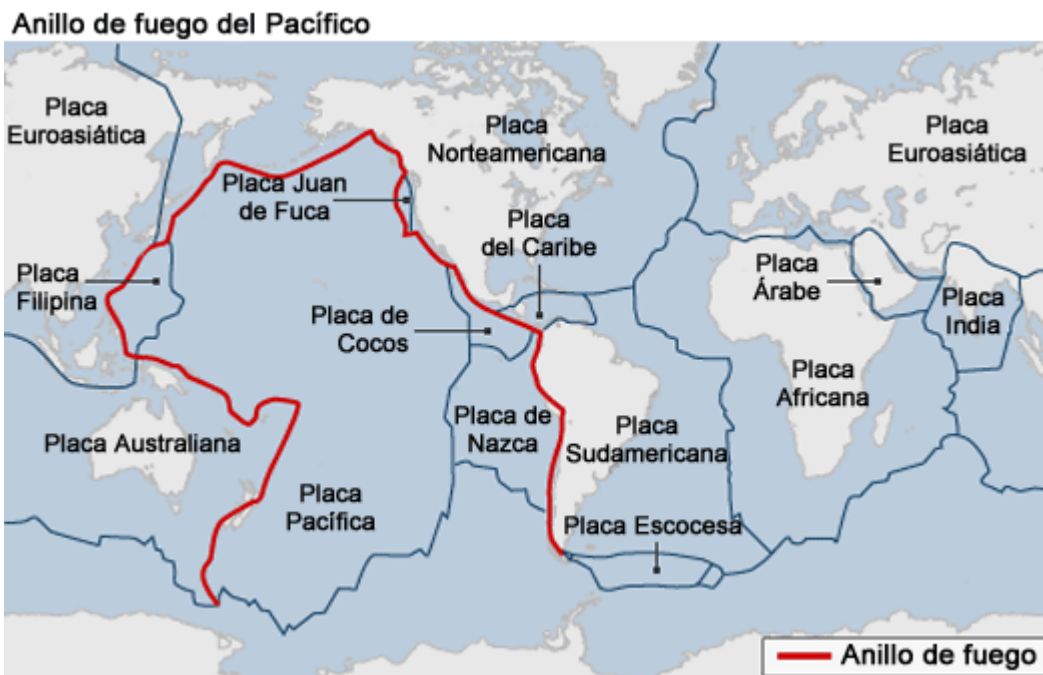 Anillo de fuego del Pacífico
Placa
Euroasiática
Placa
Norteamericana
Placa
Euroasiática
Placa Juan
de Fuca
Placa
del Caribe
Placa
Filipina
Placa
Árabe
Placa
India
Placa de
Cocos
Placa
Africana
Placa Australiana
Placa de
Nazca
Placa
Sudamericana
Placa
Pacífica
Placa Escocesa
Anillo de fuego